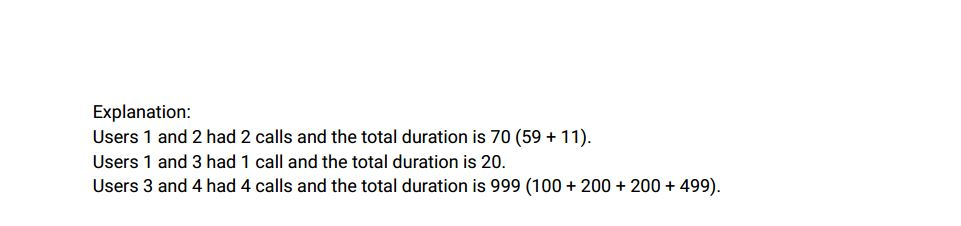 Explanation:
Users 1 and 2 had 2 calls and the total duration is 70 (59 + 11).
Users 1 and 3 had 1 call and the total duration is 20.
Users 3 and 4 had 4 calls and the total duration is 999 (100 + 200 + 200 + 499).